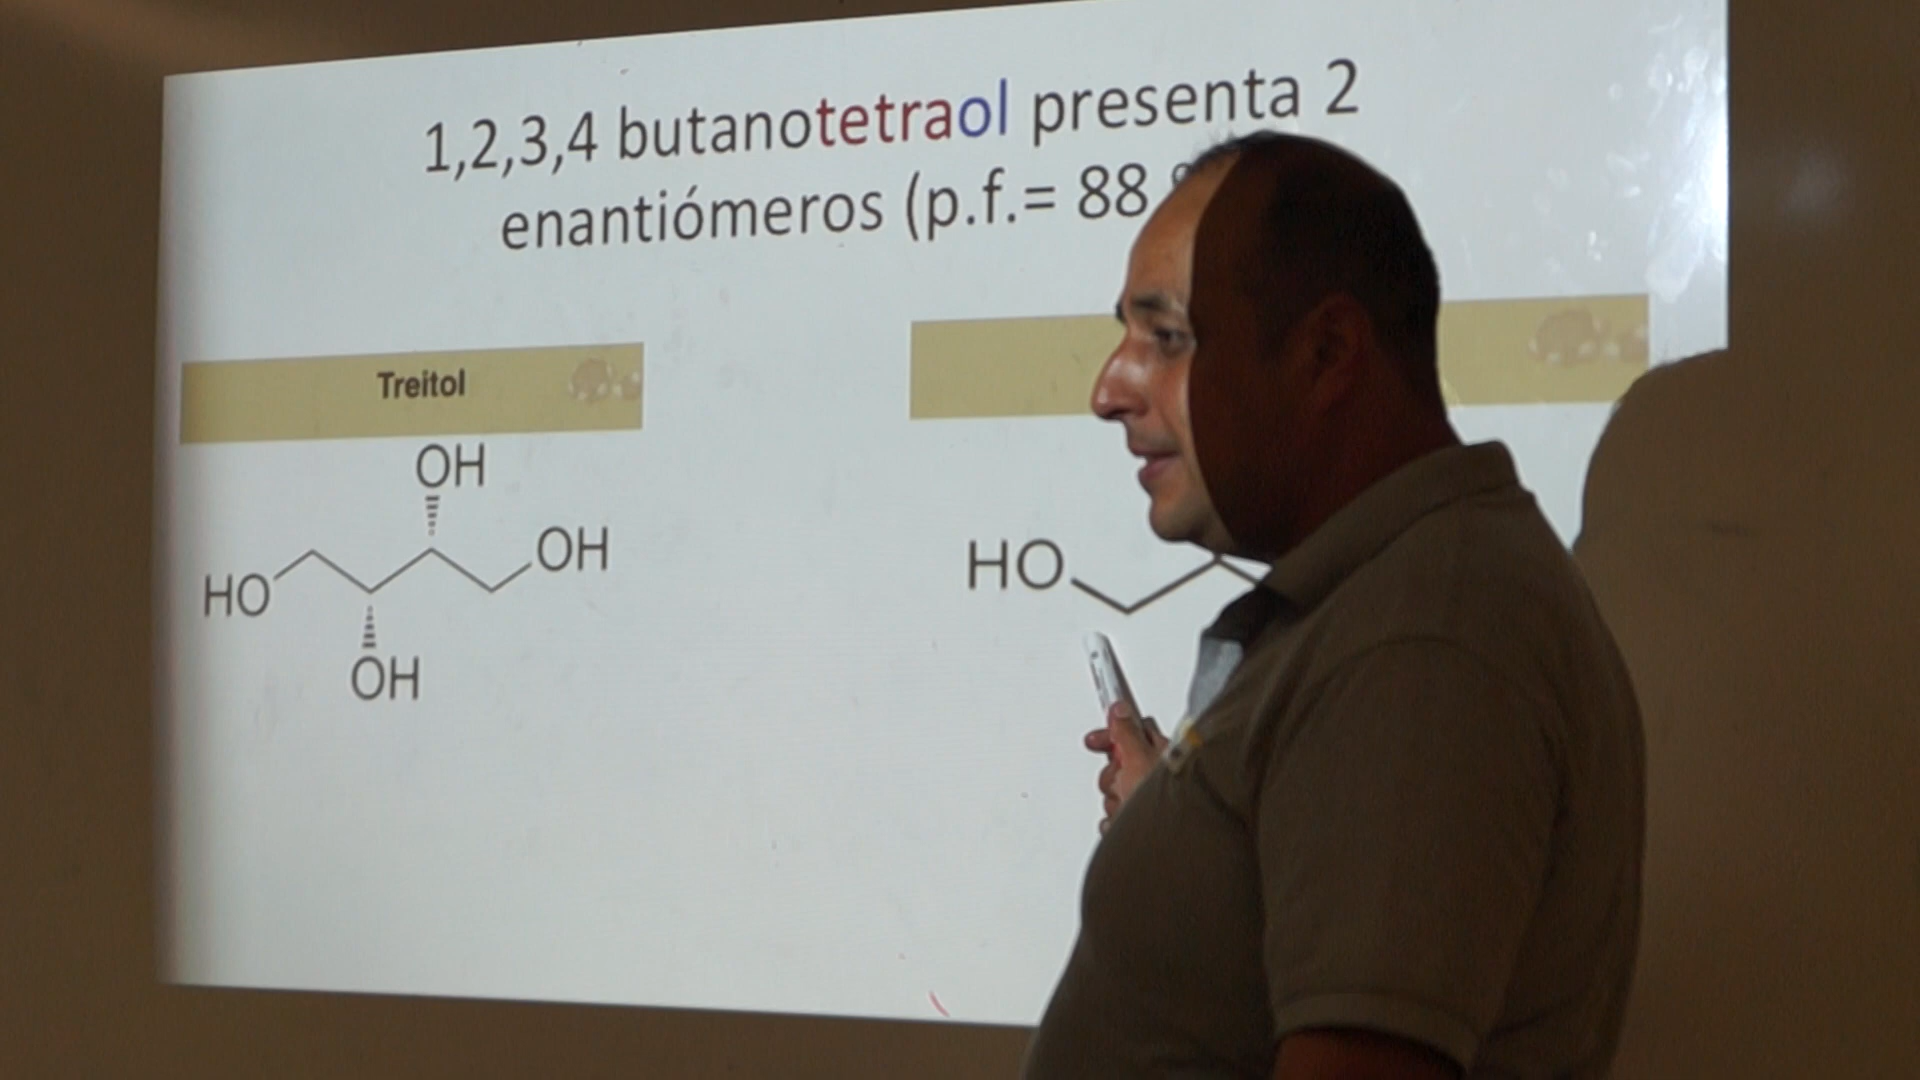 1,2,3,4 butanotetraol presenta 2
enantiómeros (p.f.= 88
Treitol
OH
HO
OH
OH
HO